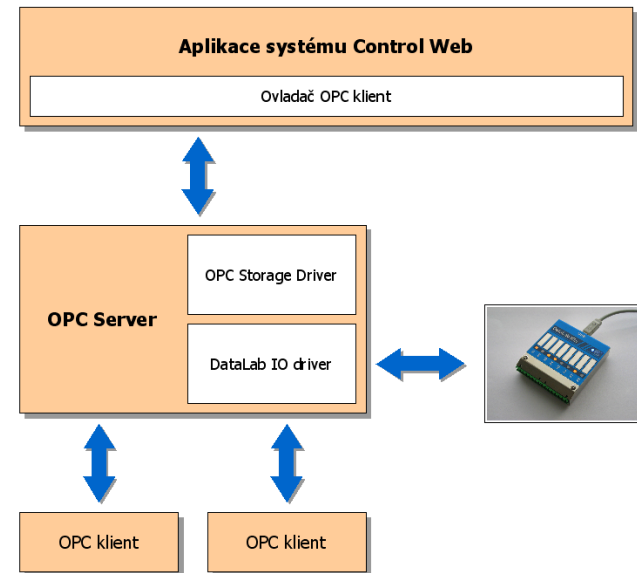 Aplikace systému Control Web
Ovladač OPC klient
OPC Storage Driver
OPC Server
DataLab IO driver
OPC klient
OPC klient